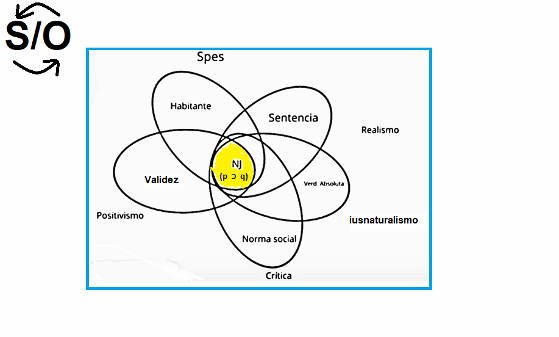 S/O
Spes
Habitante
Sentencia
Realismo
NJ
(p ⊃ q)
Validez
Verd. Absoluta
Positivismo
iusnaturalismo
Norma social
Crítica